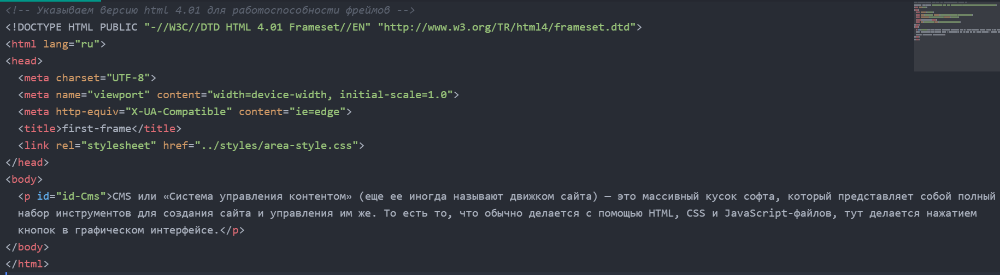 <!-- Указываем версию html 4.01 для работоспособности фреймов -->
<!DOCTYPE HTML PUBLIC "-//W3C//DTD HTML 4.01 Frameset//EN" "http://www.w3.org/TR/html4/frameset.dtd">
<html lang="ru">
<head>
  <meta charset="UTF-8">
  <meta name="viewport" content="width=device-width, initial-scale=1.0">
  <meta http-equiv="X-UA-Compatible" content="ie=edge">
  <title>first-frame</title>
  <link rel="stylesheet" href="../styles/area-style.css">
</head>
<body>
  <p id="id-Cms">CMS или «Система управления контентом» (еще ее иногда называют движком сайта) — это массивный кусок софта, который представляет собой полный
  набор инструментов для создания сайта и управления им же. То есть то, что обычно делается с помощью HTML, CSS и JavaScript-файлов, тут делается нажатием
  кнопок в графическом интерфейсе.</p>
</body>
</html>